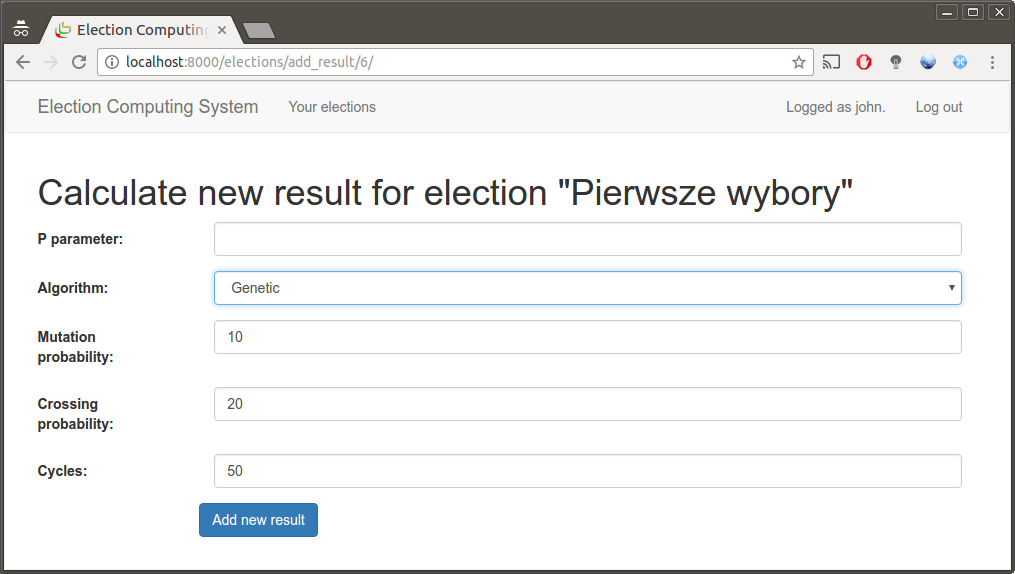 Election Computing
localhost:8000/elections/add_result/6/
Election Computing System Your elections Logged as john. Log out
Calculate new result for election "Pierwsze wybory"
P parameter:
Algorithm: Genetic
Mutation probability: 10
Crossing probability: 20
Cycles: 50
Add new result